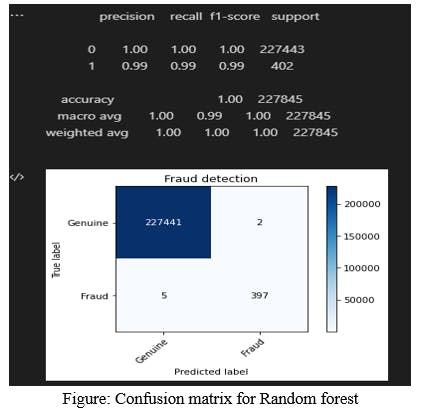 ...
precision recall f1-score support
0 1.00 1.00 1.00 227443
1 0.99 0.99 0.99 402
accuracy 1.00 227845
macro avg 1.00 0.99 1.00 227845
weighted avg 1.00 1.00 1.00 227845
</>
Fraud detection
Genuine
227441
2
Fraud
5
397
True label
Genuine
Fraud
Predicted label
200000
150000
100000
50000
Figure: Confusion matrix for Random forest